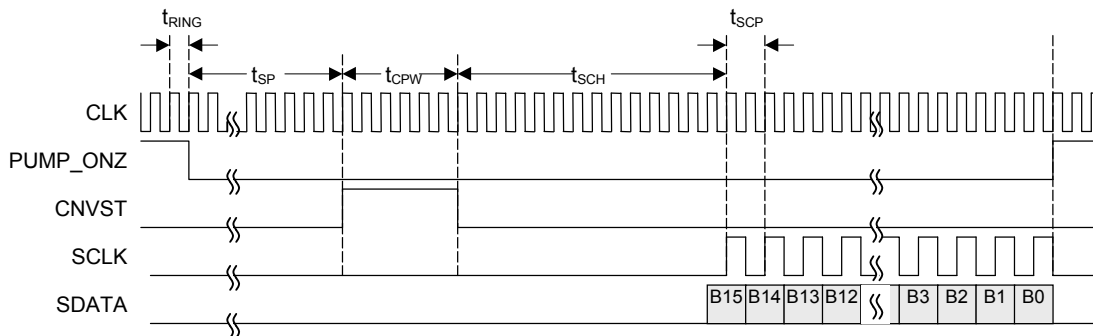 tRING
tSCP
tSP
tCPW
tSCH
CLK
PUMP_ONZ
CNVST
SCLK
SDATA
B15 B14 B13 B12 B3 B2 B1 B0